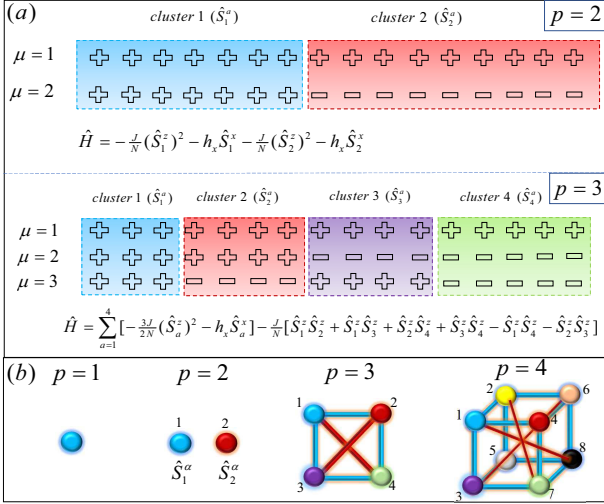 (a)
cluster 1 (Ŝ₁ᵃ) cluster 2 (Ŝ₂ᵃ) p = 2
μ = 1 + + + + + + + + + + + + + + + +
μ = 2 + + + + + + + − − − − − − − − −
Ĥ = −J/N (Ŝ₁ᶻ)² − hₓŜ₁ˣ − J/N (Ŝ₂ᶻ)² − hₓŜ₂ˣ
p = 3
cluster 1 (Ŝ₁ᵃ) cluster 2 (Ŝ₂ᵃ) cluster 3 (Ŝ₃ᵃ) cluster 4 (Ŝ₄ᵃ)
μ = 1 + + + + + + + + + + + + + + + +
μ = 2 + + + + + + + − − − − − − − − −
μ = 3 + + + − − − − + + + + − − − − −
Ĥ = ∑_{a=1}^{4} [−3J/2N (Ŝₐᶻ)² − hₓŜₐˣ] − J/N [Ŝ₁ᶻŜ₂ᶻ + Ŝ₁ᶻŜ₃ᶻ + Ŝ₂ᶻŜ₄ᶻ + Ŝ₃ᶻŜ₄ᶻ − Ŝ₁ᶻŜ₄ᶻ − Ŝ₂ᶻŜ₃ᶻ]
(b) p = 1 p = 2 p = 3 p = 4
1 2
Ŝ₁^α Ŝ₂^α
1 2
3 4
2 6
1 4
5 8
3 7